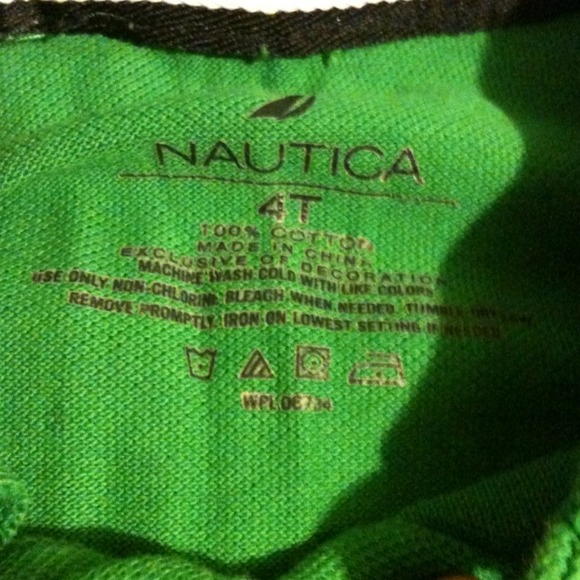 NAUTICA
4T
100% COTTON
MADE IN CHINA
EXCLUSIVE OF DECORATION
MACHINE WASH COLD WITH LIKE COLORS
USE ONLY NON-CHLORINE BLEACH WHEN NEEDED. TUMBLE DRY LOW
REMOVE PROMPTLY. IRON ON LOWEST SETTING IF NEEDED
WPL